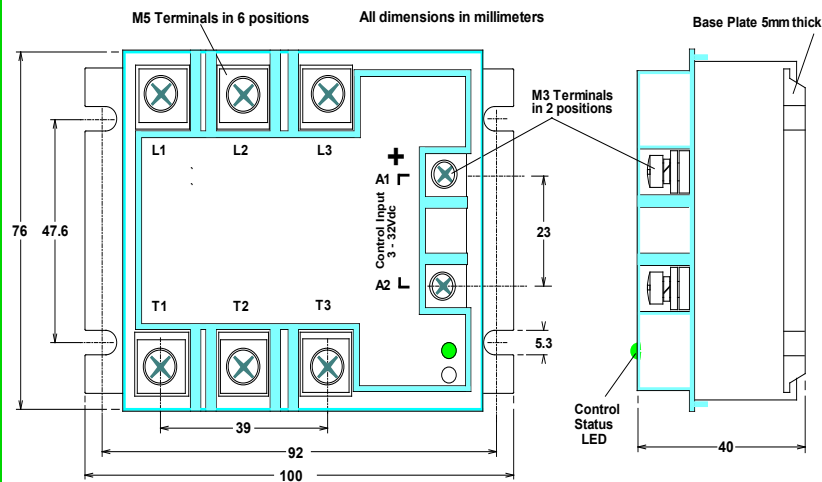 M5 Terminals in 6 positions
All dimensions in millimeters
Base Plate 5mm thick
M3 Terminals
in 2 positions
L1
L2
L3
+
A1
Control Input
3 - 32Vdc
A2
76
47.6
23
T1
T2
T3
5.3
39
92
100
Control
Status
LED
40